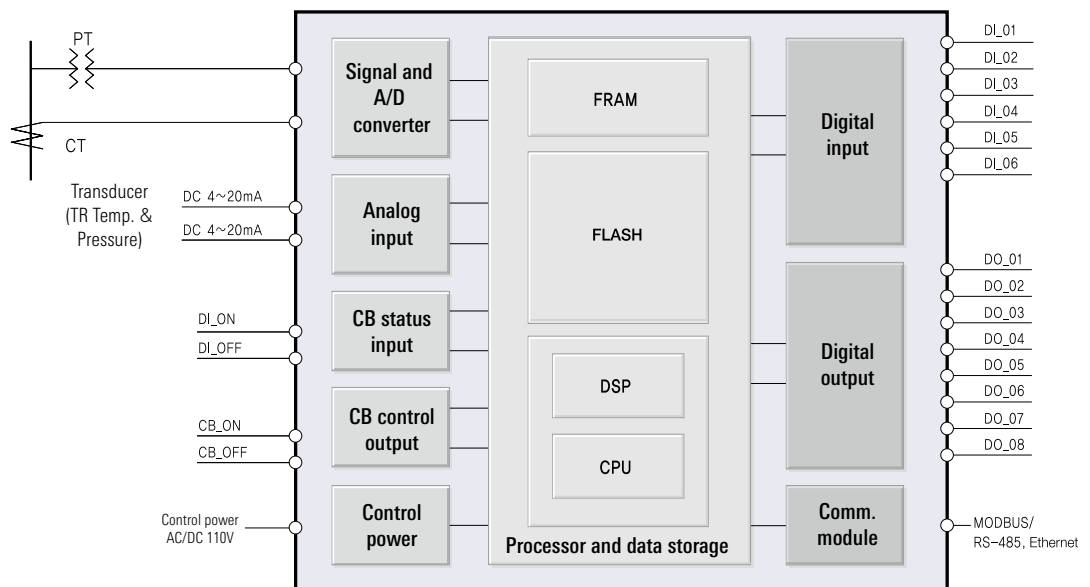 PT
CT
Transducer
(TR Temp. &
Pressure)
DC 4~20mA
DC 4~20mA
DI_ON
DI_OFF
CB_ON
CB_OFF
Control power
AC/DC 110V
Signal and
A/D
converter
Analog
input
CB status
input
CB control
output
Control
power
FRAM
FLASH
DSP
CPU
Processor and data storage
Digital
input
Digital
output
Comm.
module
DI_01
DI_02
DI_03
DI_04
DI_05
DI_06
DO_01
DO_02
DO_03
DO_04
DO_05
DO_06
DO_07
DO_08
MODBUS/
RS-485, Ethernet